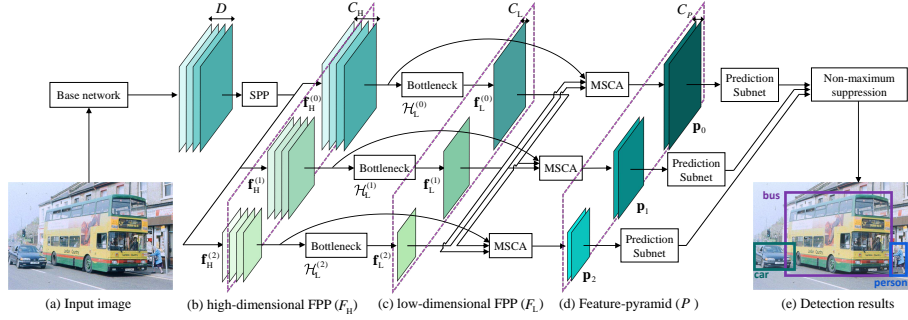 D
C_H
C_L
C_P
Base network
SPP
f_H^(0)
Bottleneck
H_L^(0)
f_L^(0)
MSCA
p_0
Prediction
Subnet
Non-maximum
suppression
f_H^(1)
Bottleneck
H_L^(1)
f_L^(1)
MSCA
p_1
Prediction
Subnet
f_H^(2)
Bottleneck
H_L^(2)
f_L^(2)
MSCA
p_2
Prediction
Subnet
bus
car
person
(a) Input image
(b) high-dimensional FPP (F_H)
(c) low-dimensional FPP (F_L)
(d) Feature-pyramid (P)
(e) Detection results